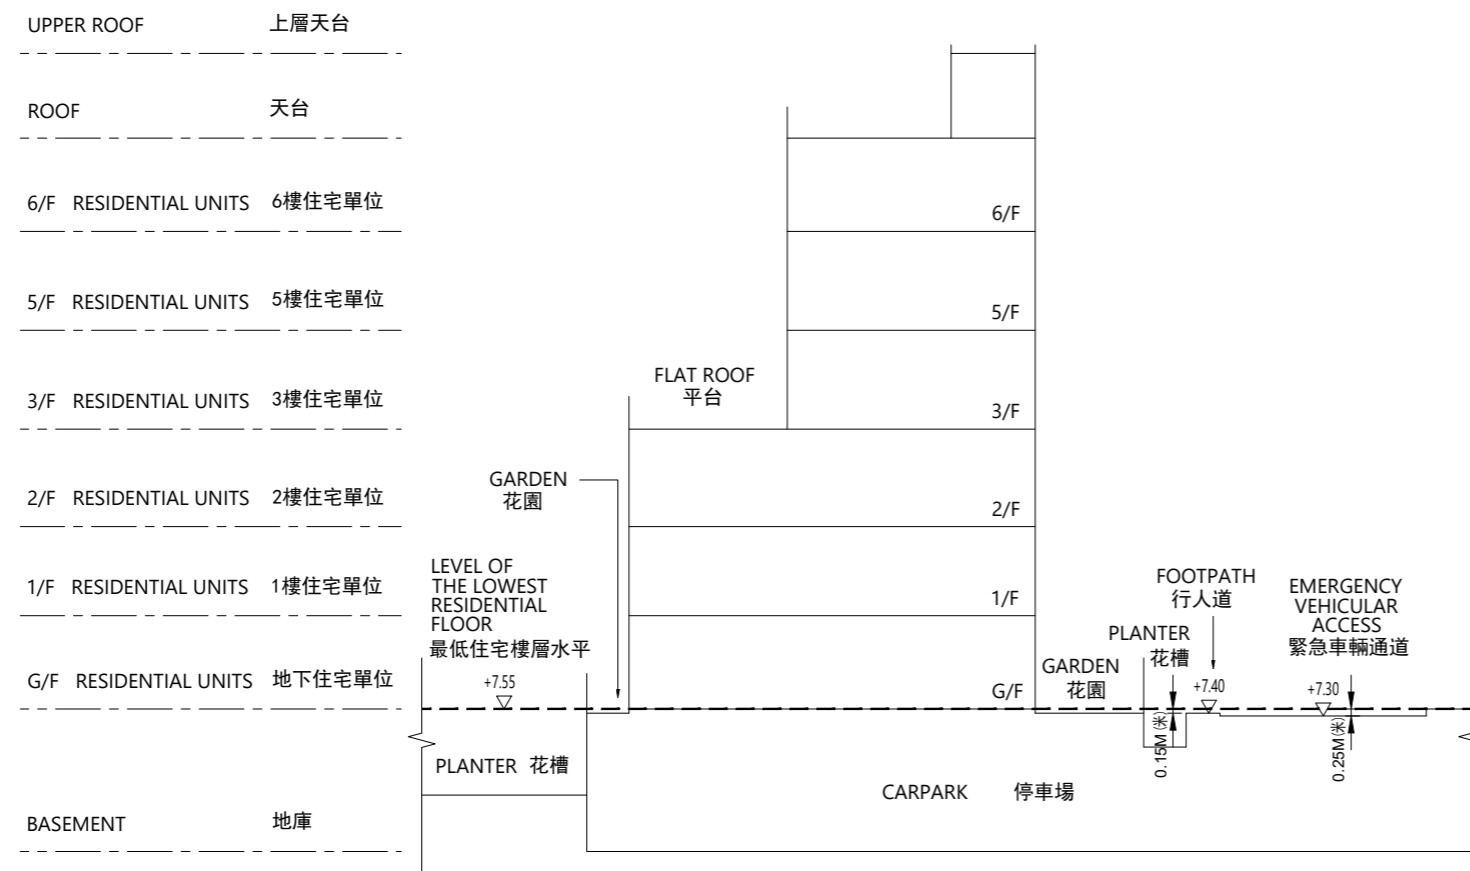 UPPER ROOF 上層天台
ROOF 天台
6/F RESIDENTIAL UNITS 6樓住宅單位
6/F
5/F RESIDENTIAL UNITS 5樓住宅單位
5/F
FLAT ROOF
平台
3/F RESIDENTIAL UNITS 3樓住宅單位
3/F
GARDEN
花園
2/F RESIDENTIAL UNITS 2樓住宅單位
2/F
LEVEL OF
THE LOWEST
RESIDENTIAL
FLOOR
最低住宅樓層水平
+7.55
1/F RESIDENTIAL UNITS 1樓住宅單位
1/F
FOOTPATH
行人道
+7.40
EMERGENCY
VEHICULAR
ACCESS
緊急車輛通道
+7.30
PLANTER
花槽
GARDEN
花園
G/F RESIDENTIAL UNITS 地下住宅單位
G/F
0.15M (米)
0.25M (米)
PLANTER 花槽
CARPARK 停車場
BASEMENT 地庫